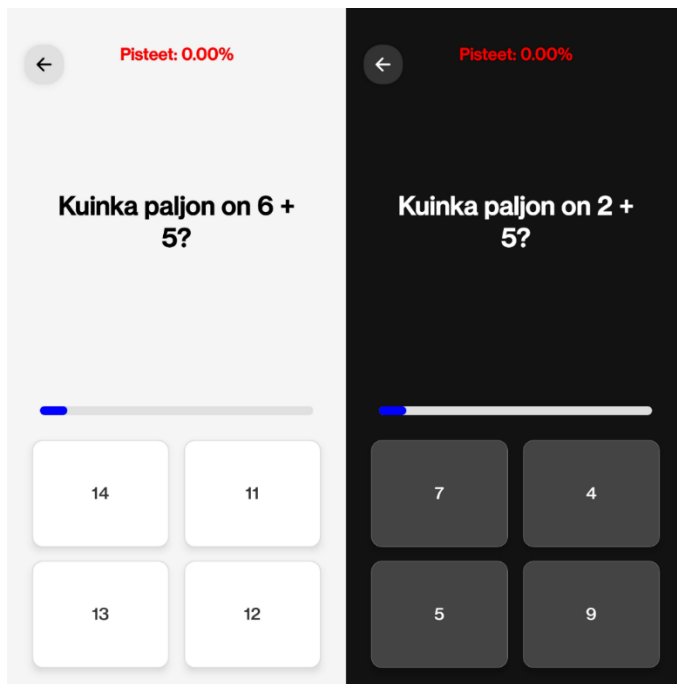 Pisteet: 0.00%
Kuinka paljon on 6 +
5?
14
11
13
12
Pisteet: 0.00%
Kuinka paljon on 2 +
5?
7
4
5
9